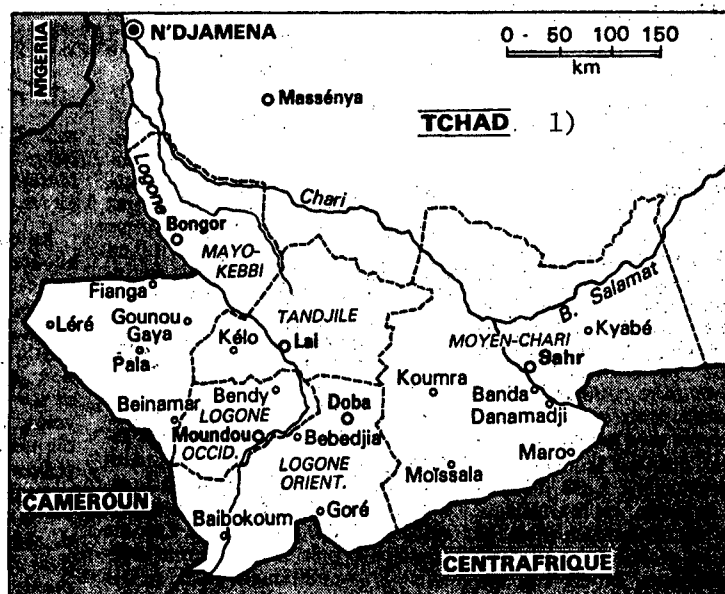 N'DJAMENA
0 - 50 100 150
km
NIGERIA
Massénya
TCHAD 1)
Logone
Chari
Bongor
MAYO-
KEBBI
B. Salamat
Fianga
Léré
Gounou
Gaya
TANDJILE
Kyabé
Kélo
Lai
MOYEN-CHARI
Pala
Sahr
Koumra
Bendy
Banda
Beinamar
LOGONE
Doba
Danamadji
Moundou
OCCID.
Bebedjia
Maro
LOGONE
ORIENT.
Moïssala
CAMEROUN
Baibokoum
Goré
CENTRAFRIQUE